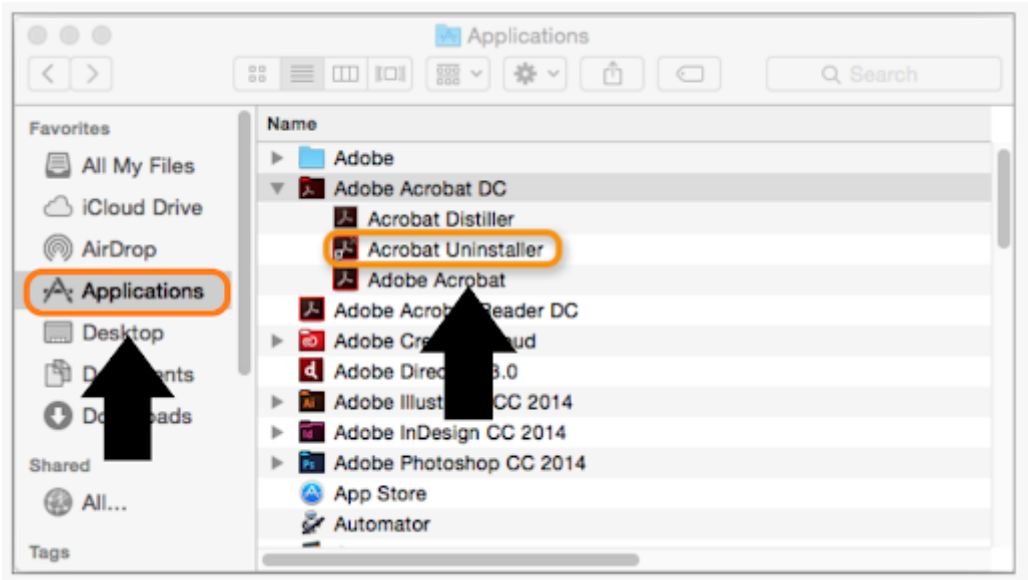 Applications
Search
Favorites
All My Files
iCloud Drive
AirDrop
Applications
Desktop
Shared
All...
Tags
Name
Adobe
Adobe Acrobat DC
Acrobat Distiller
Acrobat Uninstaller
Adobe Acrobat
Adobe Reader DC
Adobe
Adobe 3.0
Adobe CC 2014
Adobe InDesign CC 2014
Adobe Photoshop CC 2014
App Store
Automator